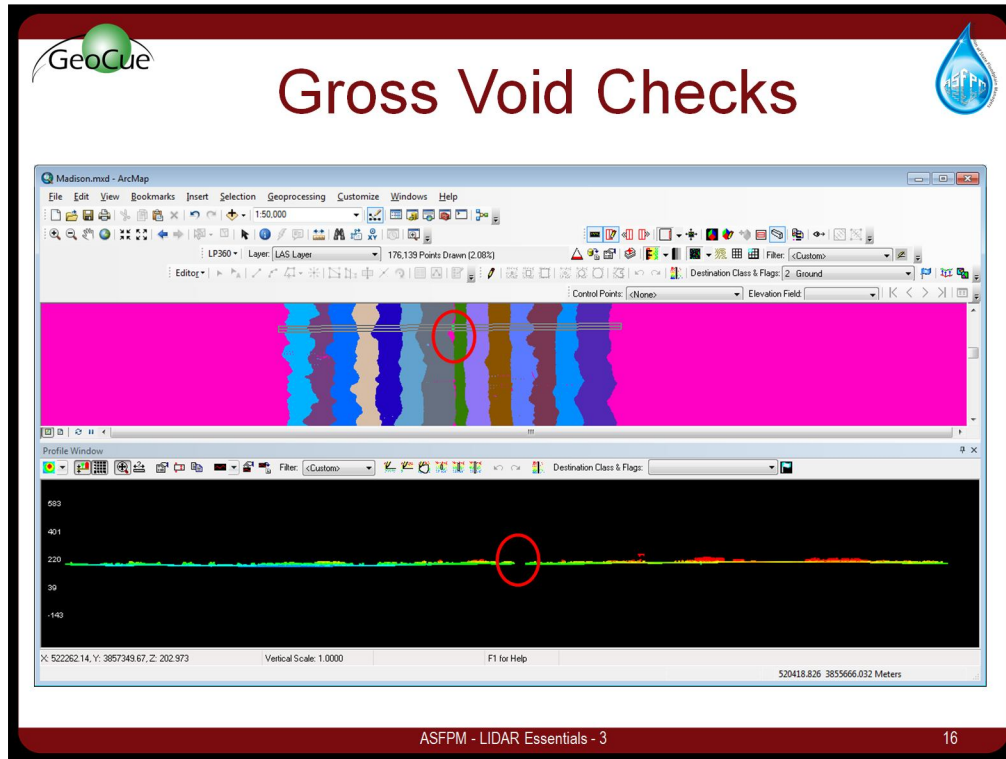 GeoCue
Gross Void Checks
ASFPM
Madison.mxd - ArcMap
File Edit View Bookmarks Insert Selection Geoprocessing Customize Windows Help
1:50,000
LP360 Layer: LAS Layer 176,139 Points Drawn (2.08%) Filter: <Custom>
Editor Destination Class & Flags: 2 Ground
Control Points: <None> Elevation Field:
Profile Window
Filter: <Custom> Destination Class & Flags:
583
401
220
39
-143
X: 522262.14, Y: 3857349.67, Z: 202.973 Vertical Scale: 1.0000 F1 for Help
520418.826 3855666.032 Meters
ASFPM - LIDAR Essentials - 3 16